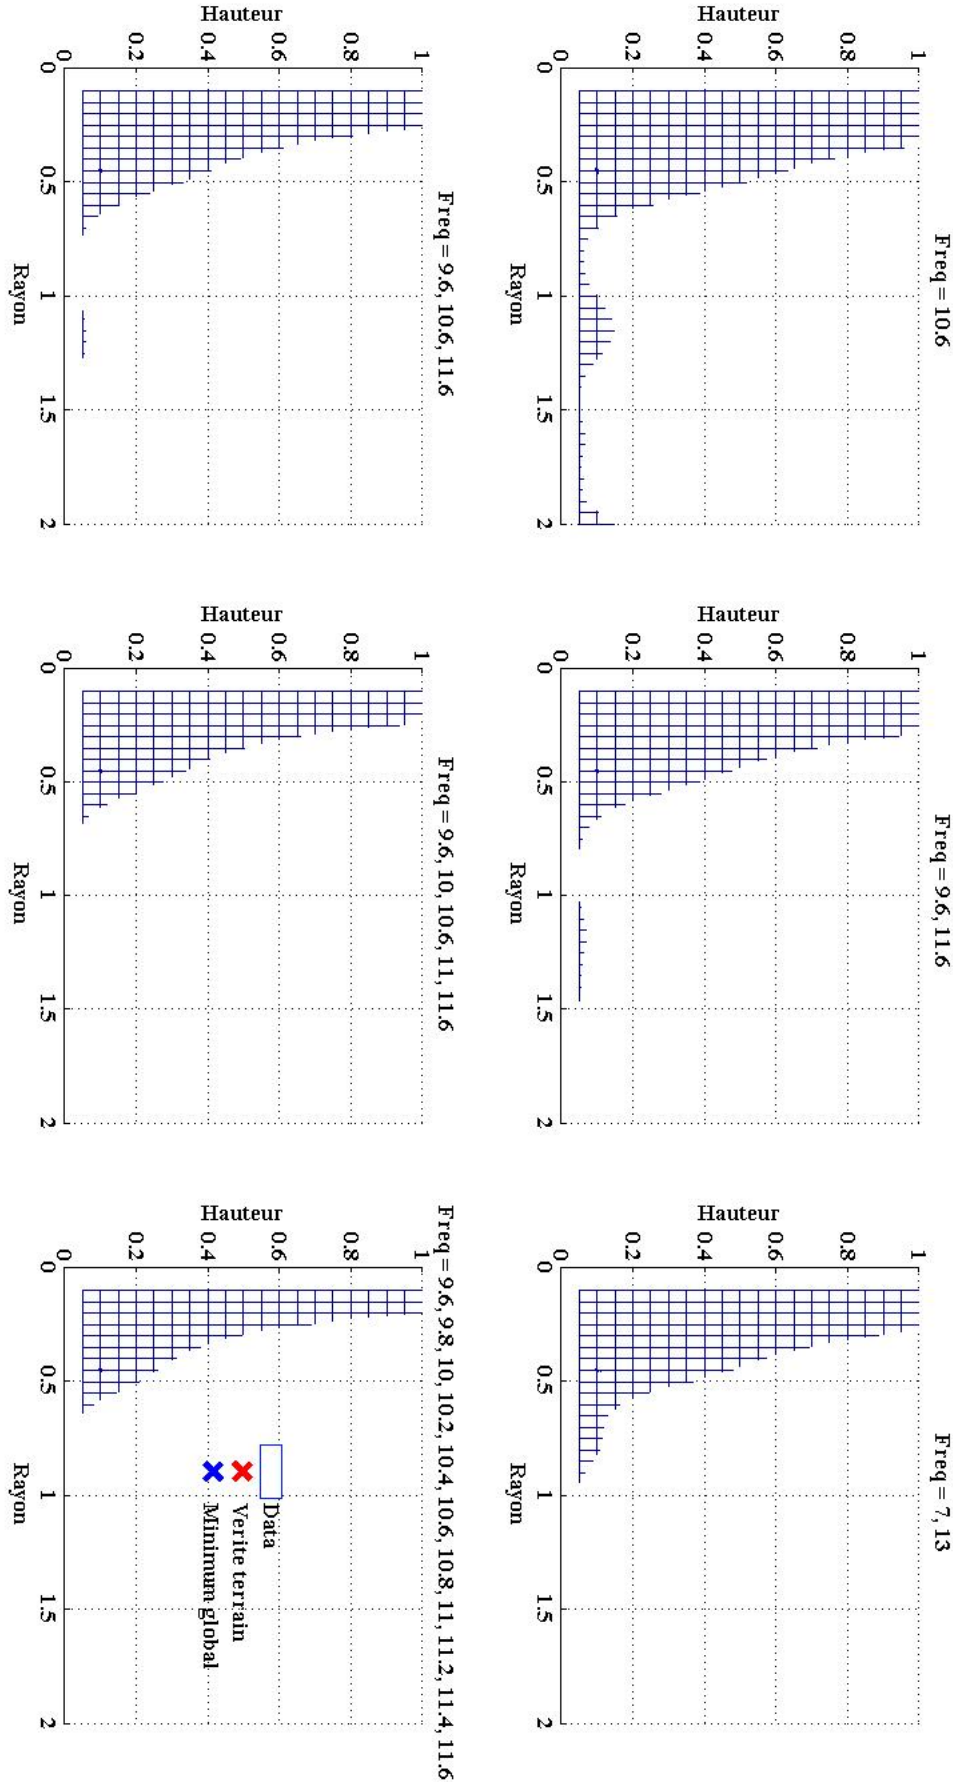 Freq = 10.6
Hauteur
1
0.8
0.6
0.4
0.2
0
0 0.5 1 1.5 2
Rayon
Freq = 9.6, 11.6
Hauteur
1
0.8
0.6
0.4
0.2
0
0 0.5 1 1.5 2
Rayon
Freq = 7, 13
Hauteur
1
0.8
0.6
0.4
0.2
0
0 0.5 1 1.5 2
Rayon
Freq = 9.6, 10.6, 11.6
Hauteur
1
0.8
0.6
0.4
0.2
0
0 0.5 1 1.5 2
Rayon
Freq = 9.6, 10, 10.6, 11, 11.6
Hauteur
1
0.8
0.6
0.4
0.2
0
0 0.5 1 1.5 2
Rayon
Freq = 9.6, 9.8, 10, 10.2, 10.4, 10.6, 10.8, 11, 11.2, 11.4, 11.6
Hauteur
1
0.8
0.6
0.4
0.2
0
Data
Verite terrain
Minimum global
0 0.5 1 1.5 2
Rayon